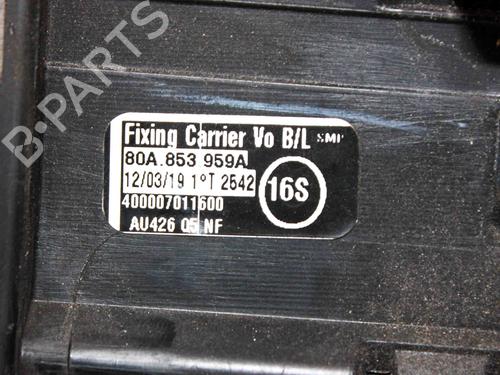 B-PARTS
Fixing Carrier Vo B/L SMP
80A.853 959A
12/03/19 1°T 2542
16S
400007011600
AU426 05 NF